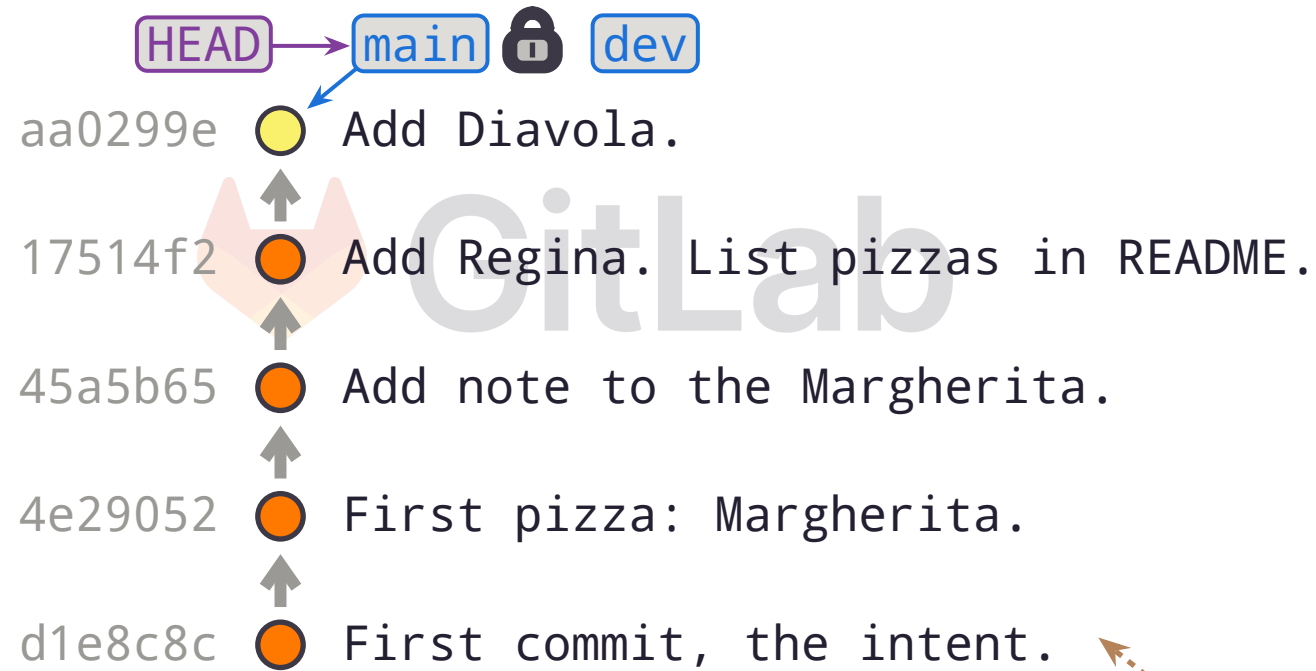 HEAD main dev
aa0299e Add Diavola.
GitLab
17514f2 Add Regina. List pizzas in README.
45a5b65 Add note to the Margherita.
4e29052 First pizza: Margherita.
d1e8c8c First commit, the intent.